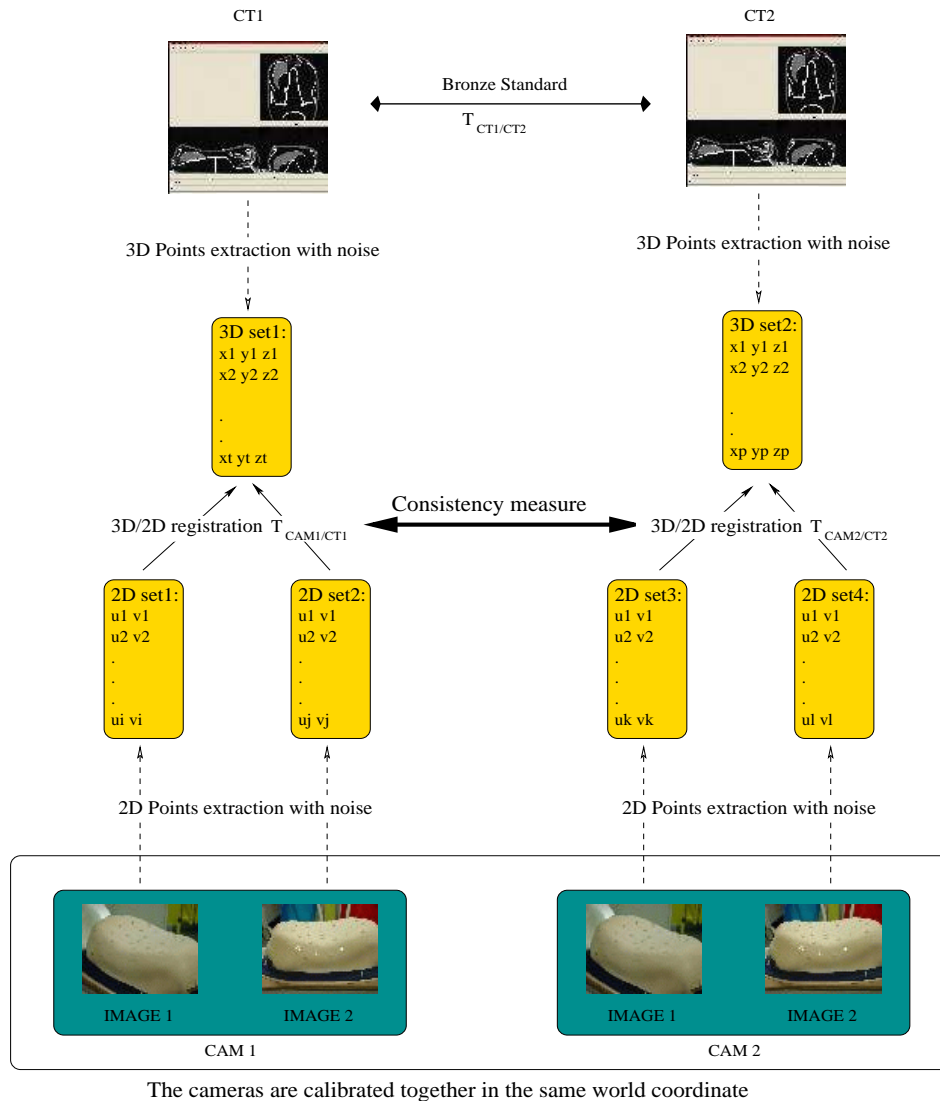 CT1
CT2
Bronze Standard
T CT1/CT2
3D Points extraction with noise
3D Points extraction with noise
3D set1:
x1 y1 z1
x2 y2 z2
.
.
xt yt zt
3D set2:
x1 y1 z1
x2 y2 z2
.
.
xp yp zp
Consistency measure
3D/2D registration T CAM1/CT1
3D/2D registration T CAM2/CT2
2D set1:
u1 v1
u2 v2
.
.
.
ui vi
2D set2:
u1 v1
u2 v2
.
.
.
uj vj
2D set3:
u1 v1
u2 v2
.
.
.
uk vk
2D set4:
u1 v1
u2 v2
.
.
.
ul vl
2D Points extraction with noise
2D Points extraction with noise
IMAGE 1
IMAGE 2
IMAGE 1
IMAGE 2
CAM 1
CAM 2
The cameras are calibrated together in the same world coordinate